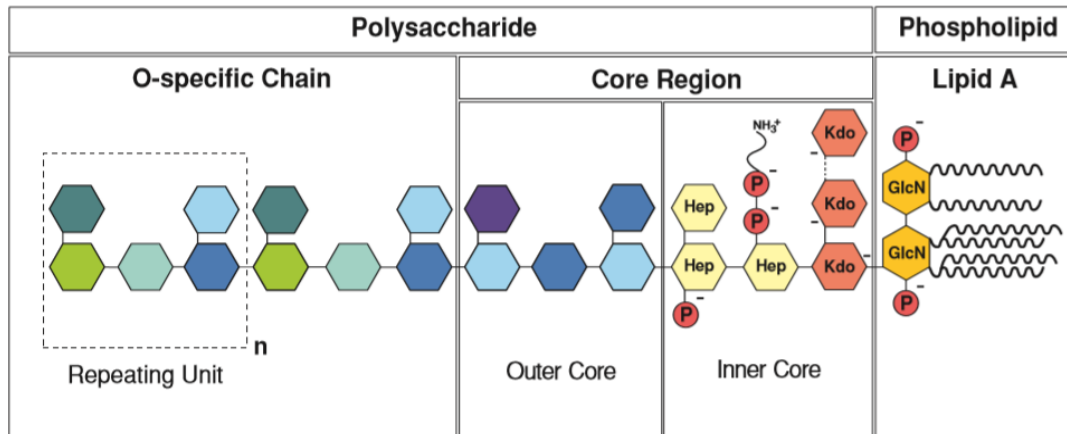 Polysaccharide
Phospholipid
O-specific Chain
Core Region
Lipid A
NH₃⁺
Kdo
P
P
P
Hep
Kdo
GlcN
Hep
Hep
Kdo
GlcN
P
P
n
Repeating Unit
Outer Core
Inner Core